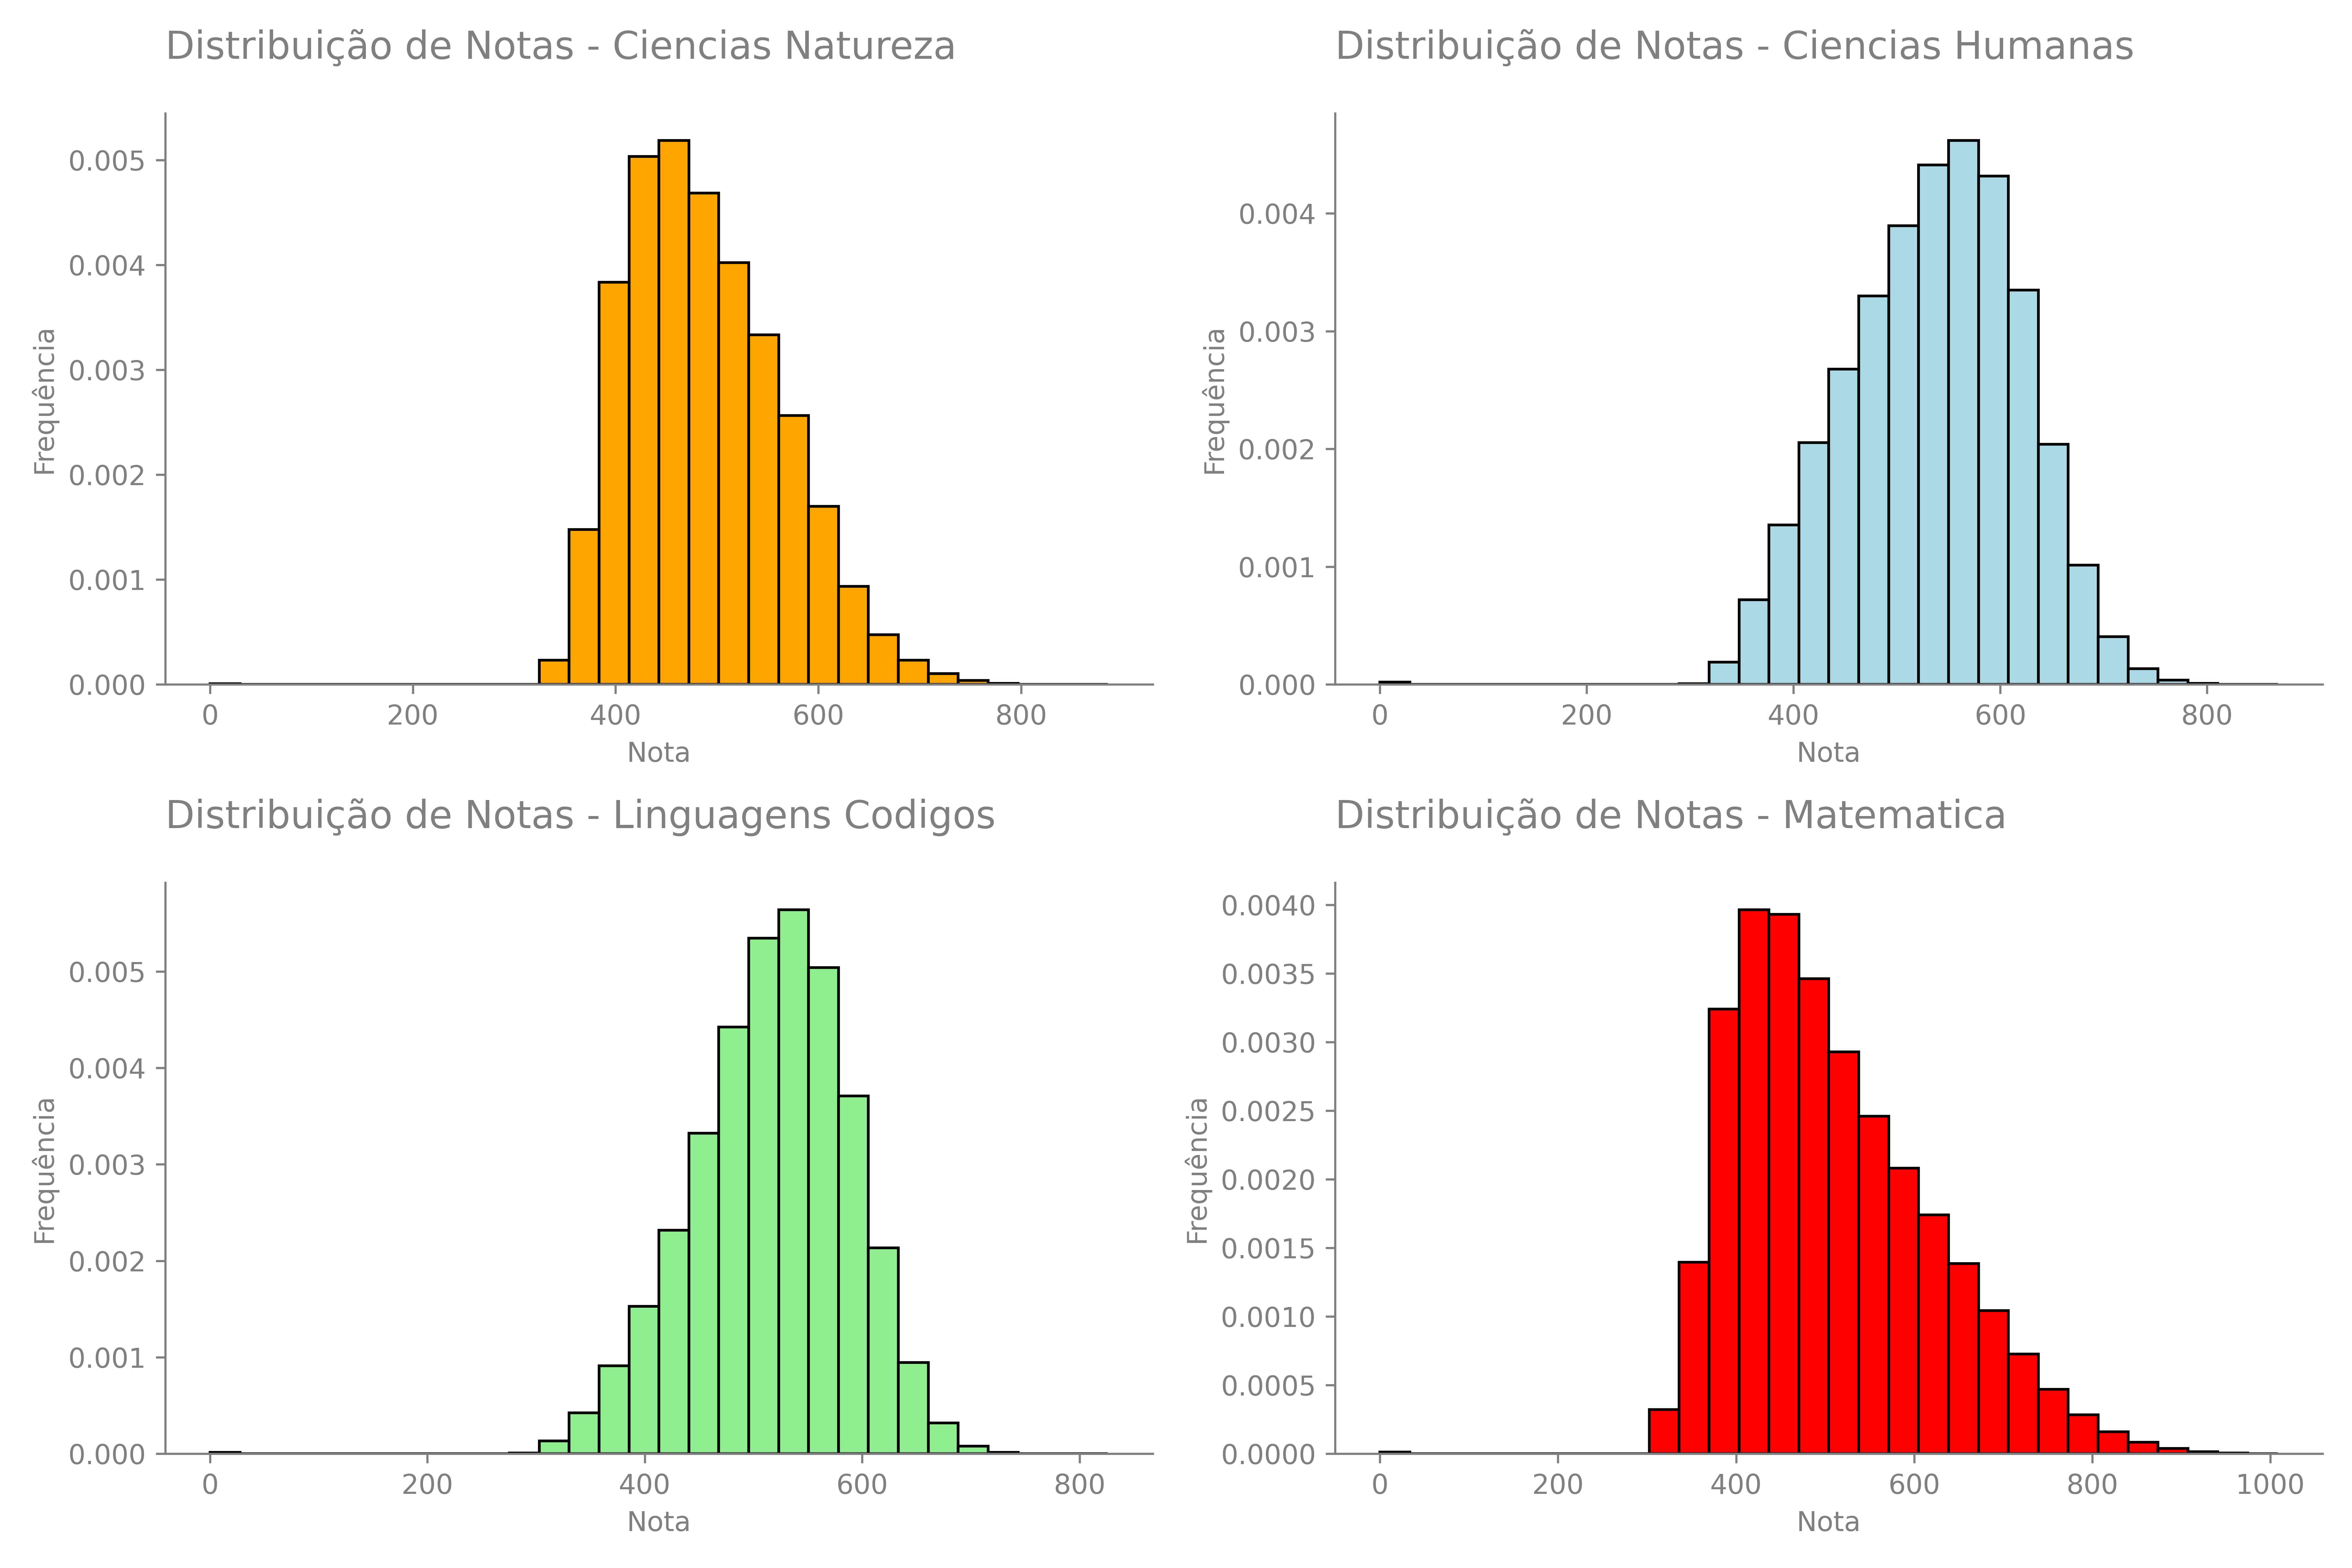 Distribuição de Notas - Ciencias Natureza
Frequência
0.005
0.004
0.003
0.002
0.001
0.000
0 200 400 600 800
Nota
Distribuição de Notas - Ciencias Humanas
Frequência
0.004
0.003
0.002
0.001
0.000
0 200 400 600 800
Nota
Distribuição de Notas - Linguagens Codigos
Frequência
0.005
0.004
0.003
0.002
0.001
0.000
0 200 400 600 800
Nota
Distribuição de Notas - Matematica
Frequência
0.0040
0.0035
0.0030
0.0025
0.0020
0.0015
0.0010
0.0005
0.0000
0 200 400 600 800 1000
Nota